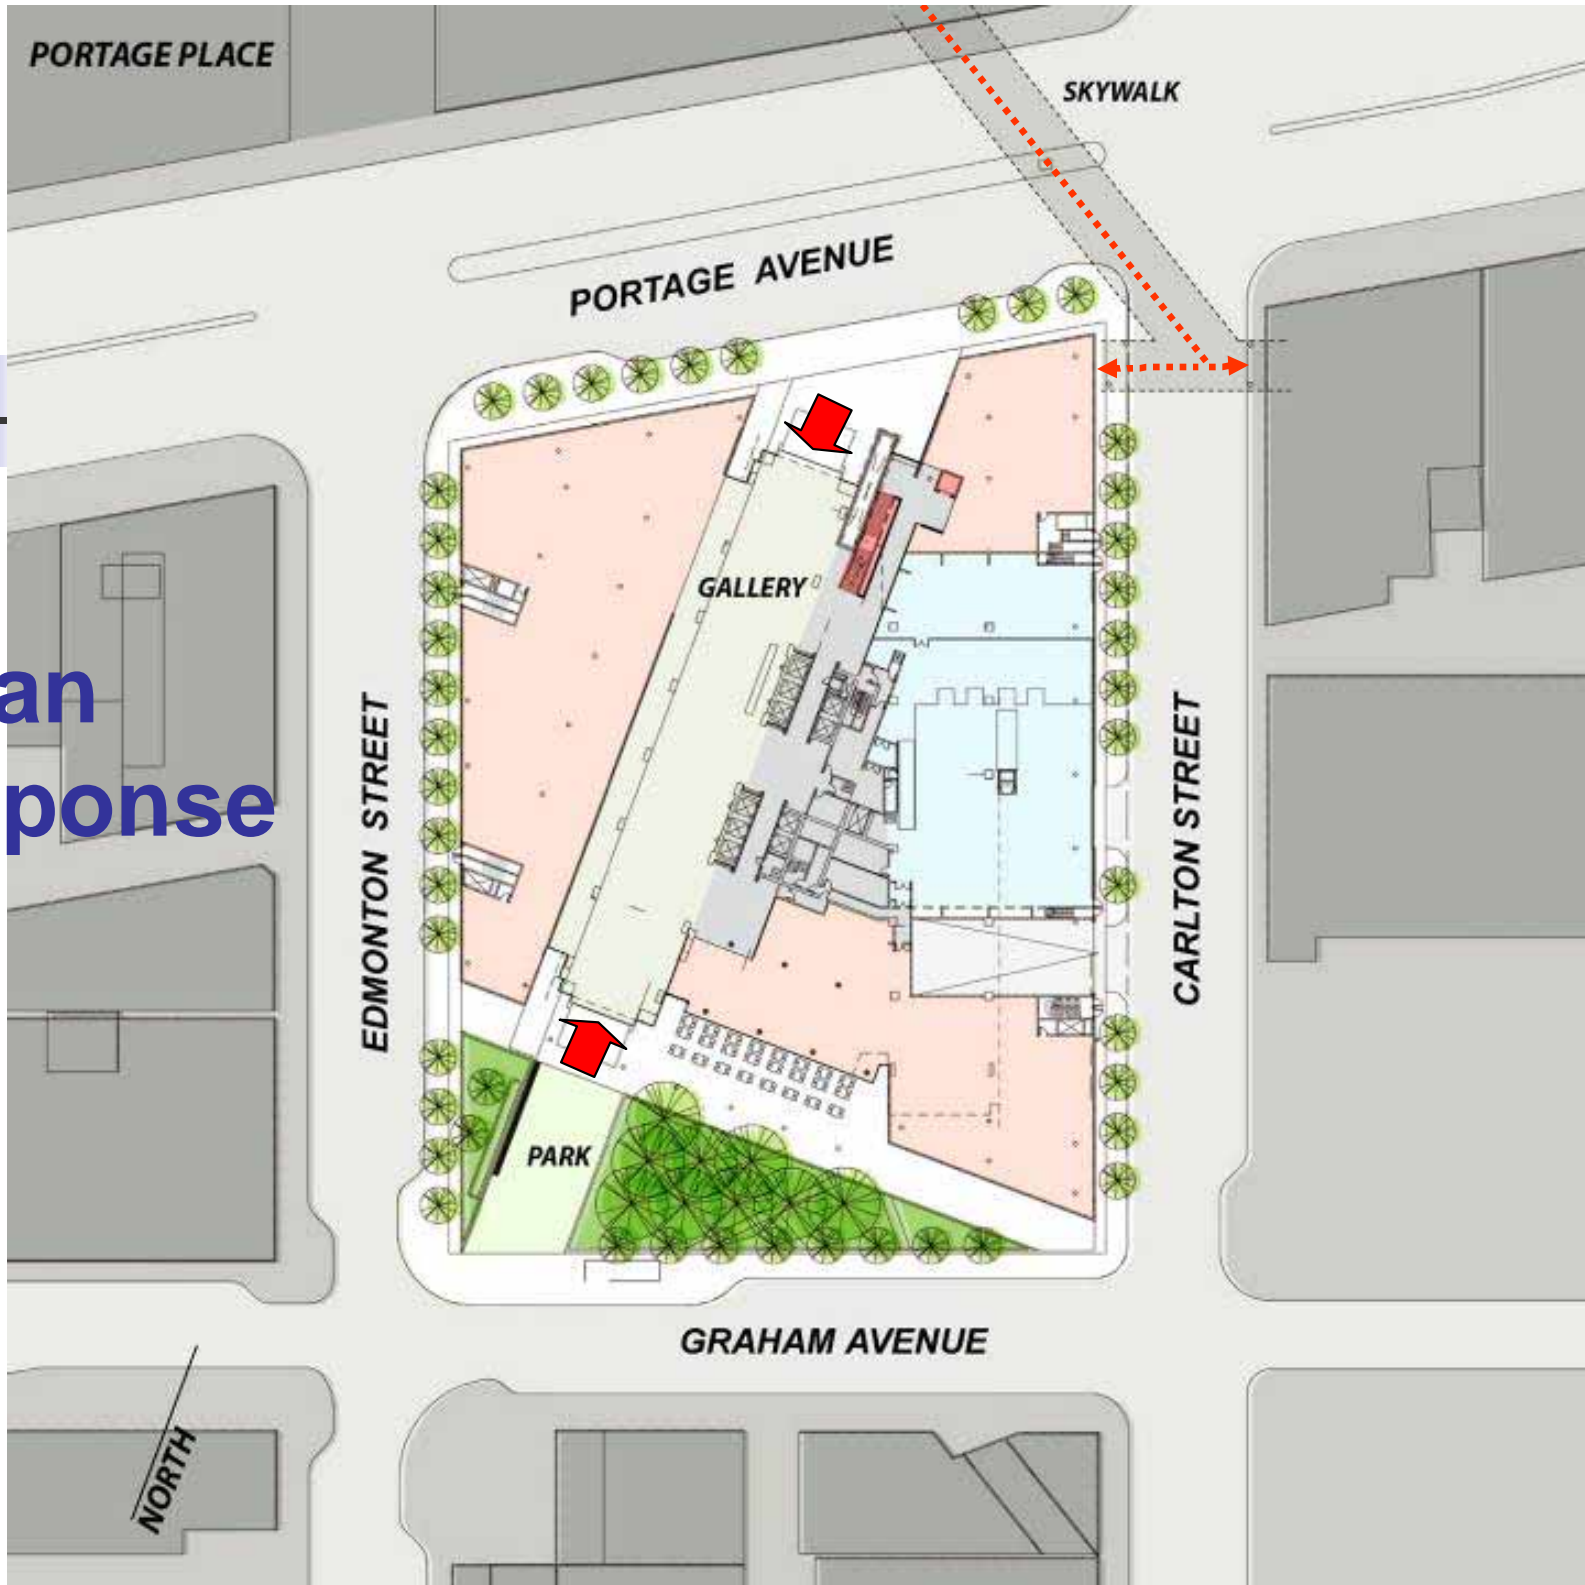 PORTAGE PLACE
SKYWALK
PORTAGE AVENUE
GALLERY
an
ponse
EDMONTON STREET
CARLTON STREET
PARK
GRAHAM AVENUE
NORTH